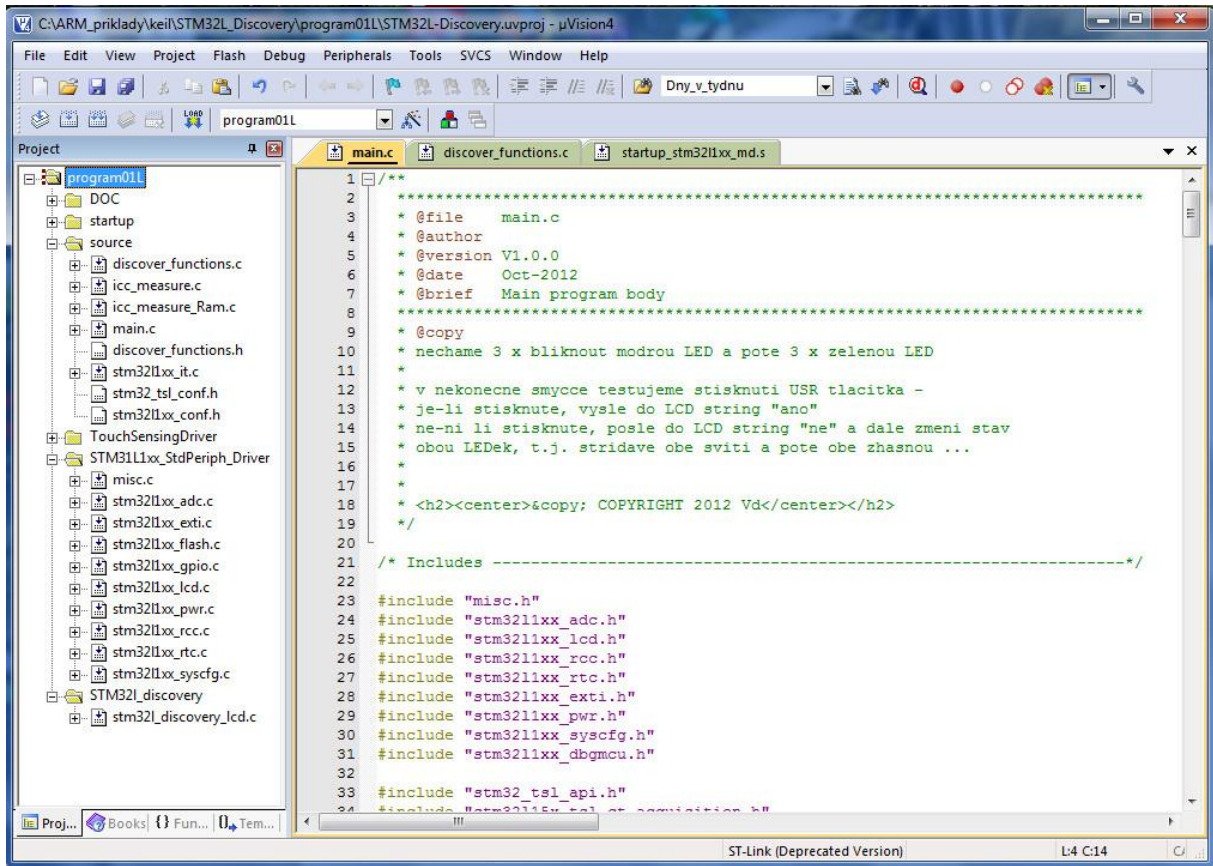 C:\ARM_priklady\keil\STM32L_Discovery\program01L\STM32L-Discovery.uvproj - µVision4
File Edit View Project Flash Debug Peripherals Tools SVCS Window Help
Dny_v_tydnu
LOAD program01L
Project
program01L
DOC
startup
source
discover_functions.c
icc_measure.c
icc_measure_Ram.c
main.c
discover_functions.h
stm32l1xx_it.c
stm32_tsl_conf.h
stm32l1xx_conf.h
TouchSensingDriver
STM31L1xx_StdPeriph_Driver
misc.c
stm32l1xx_adc.c
stm32l1xx_exti.c
stm32l1xx_flash.c
stm32l1xx_gpio.c
stm32l1xx_lcd.c
stm32l1xx_pwr.c
stm32l1xx_rcc.c
stm32l1xx_rtc.c
stm32l1xx_syscfg.c
STM32l_discovery
stm32l_discovery_lcd.c
Proj... Books {} Fun... Tem...
main.c discover_functions.c startup_stm32l1xx_md.s
1 /**
2 ******************************************************************************
3 * @file main.c
4 * @author
5 * @version V1.0.0
6 * @date Oct-2012
7 * @brief Main program body
8 ******************************************************************************
9 * @copy
10 * nechame 3 x bliknout modrou LED a pote 3 x zelenou LED
11 *
12 * v nekonecne smycce testujeme stisknuti USR tlacitka -
13 * je-li stisknute, vysle do LCD string "ano"
14 * ne-ni li stisknute, posle do LCD string "ne" a dale zmeni stav
15 * obou LEDek, t.j. stridave obe sviti a pote obe zhasnou ...
16 *
17 *
18 * <h2><center>&copy; COPYRIGHT 2012 Vd</center></h2>
19 */
20
21 /* Includes ------------------------------------------------------------------*/
22
23 #include "misc.h"
24 #include "stm32l1xx_adc.h"
25 #include "stm32l1xx_lcd.h"
26 #include "stm32l1xx_rcc.h"
27 #include "stm32l1xx_rtc.h"
28 #include "stm32l1xx_exti.h"
29 #include "stm32l1xx_pwr.h"
30 #include "stm32l1xx_syscfg.h"
31 #include "stm32l1xx_dbgmcu.h"
32
33 #include "stm32_tsl_api.h"
34 #include "stm32l15x_tsl_ct_acquisition.h"
ST-Link (Deprecated Version) L:4 C:14